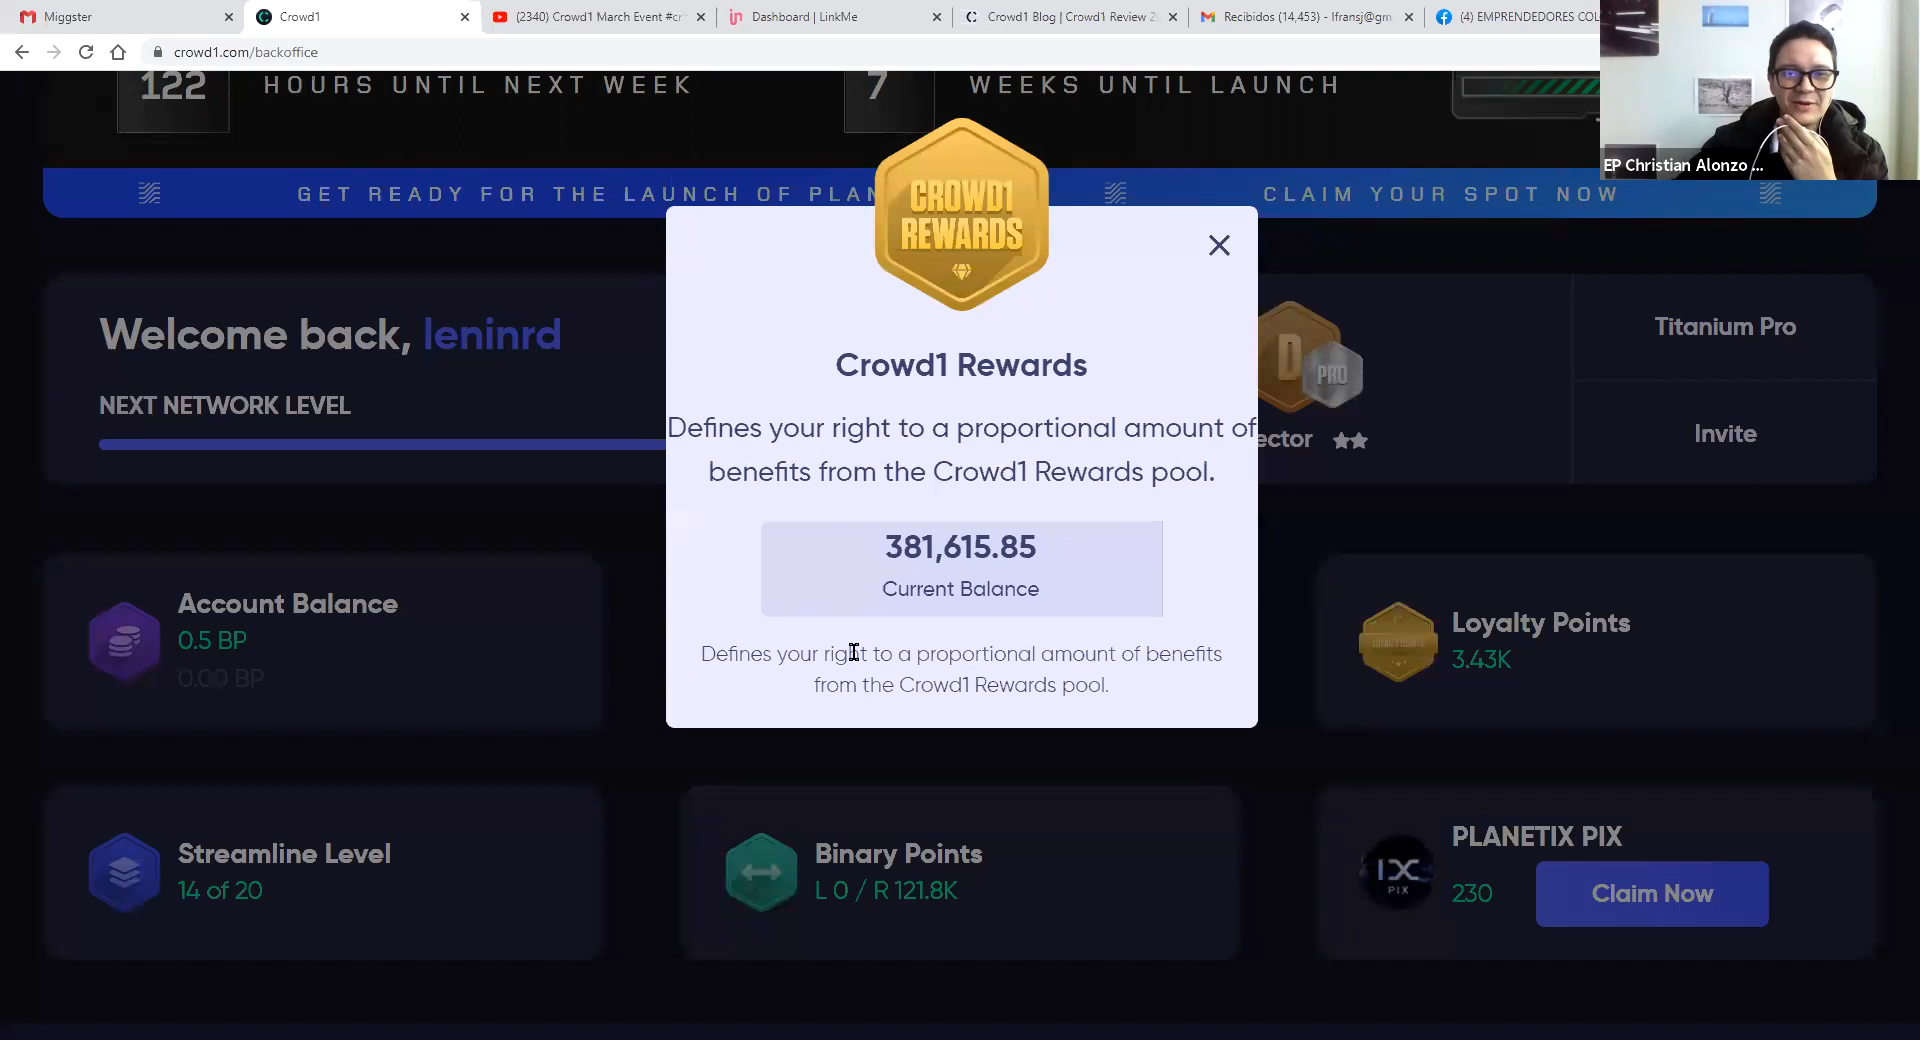 Miggster
Crowd1
(2340) Crowd1 March Event #cr
Dashboard | LinkMe
Crowd1 Blog | Crowd1 Review 2
Recibidos (14,453) - lfransj@gm
(4) EMPRENDEDORES COL
crowd1.com/backoffice
EP Christian Alonzo ...
122
HOURS UNTIL NEXT WEEK
7
WEEKS UNTIL LAUNCH
GET READY FOR THE LAUNCH OF PLAN
CLAIM YOUR SPOT NOW
CROWD1
REWARDS
Welcome back, leninrd
NEXT NETWORK LEVEL
Crowd1 Rewards
Defines your right to a proportional amount of
benefits from the Crowd1 Rewards pool.
381,615.85
Current Balance
Defines your right to a proportional amount of benefits
from the Crowd1 Rewards pool.
D
PRO
ector
Titanium Pro
Invite
Account Balance
0.5 BP
0.00 BP
Loyalty Points
3.43K
Streamline Level
14 of 20
Binary Points
L 0 / R 121.8K
PLANETIX PIX
IX
PIX
230
Claim Now